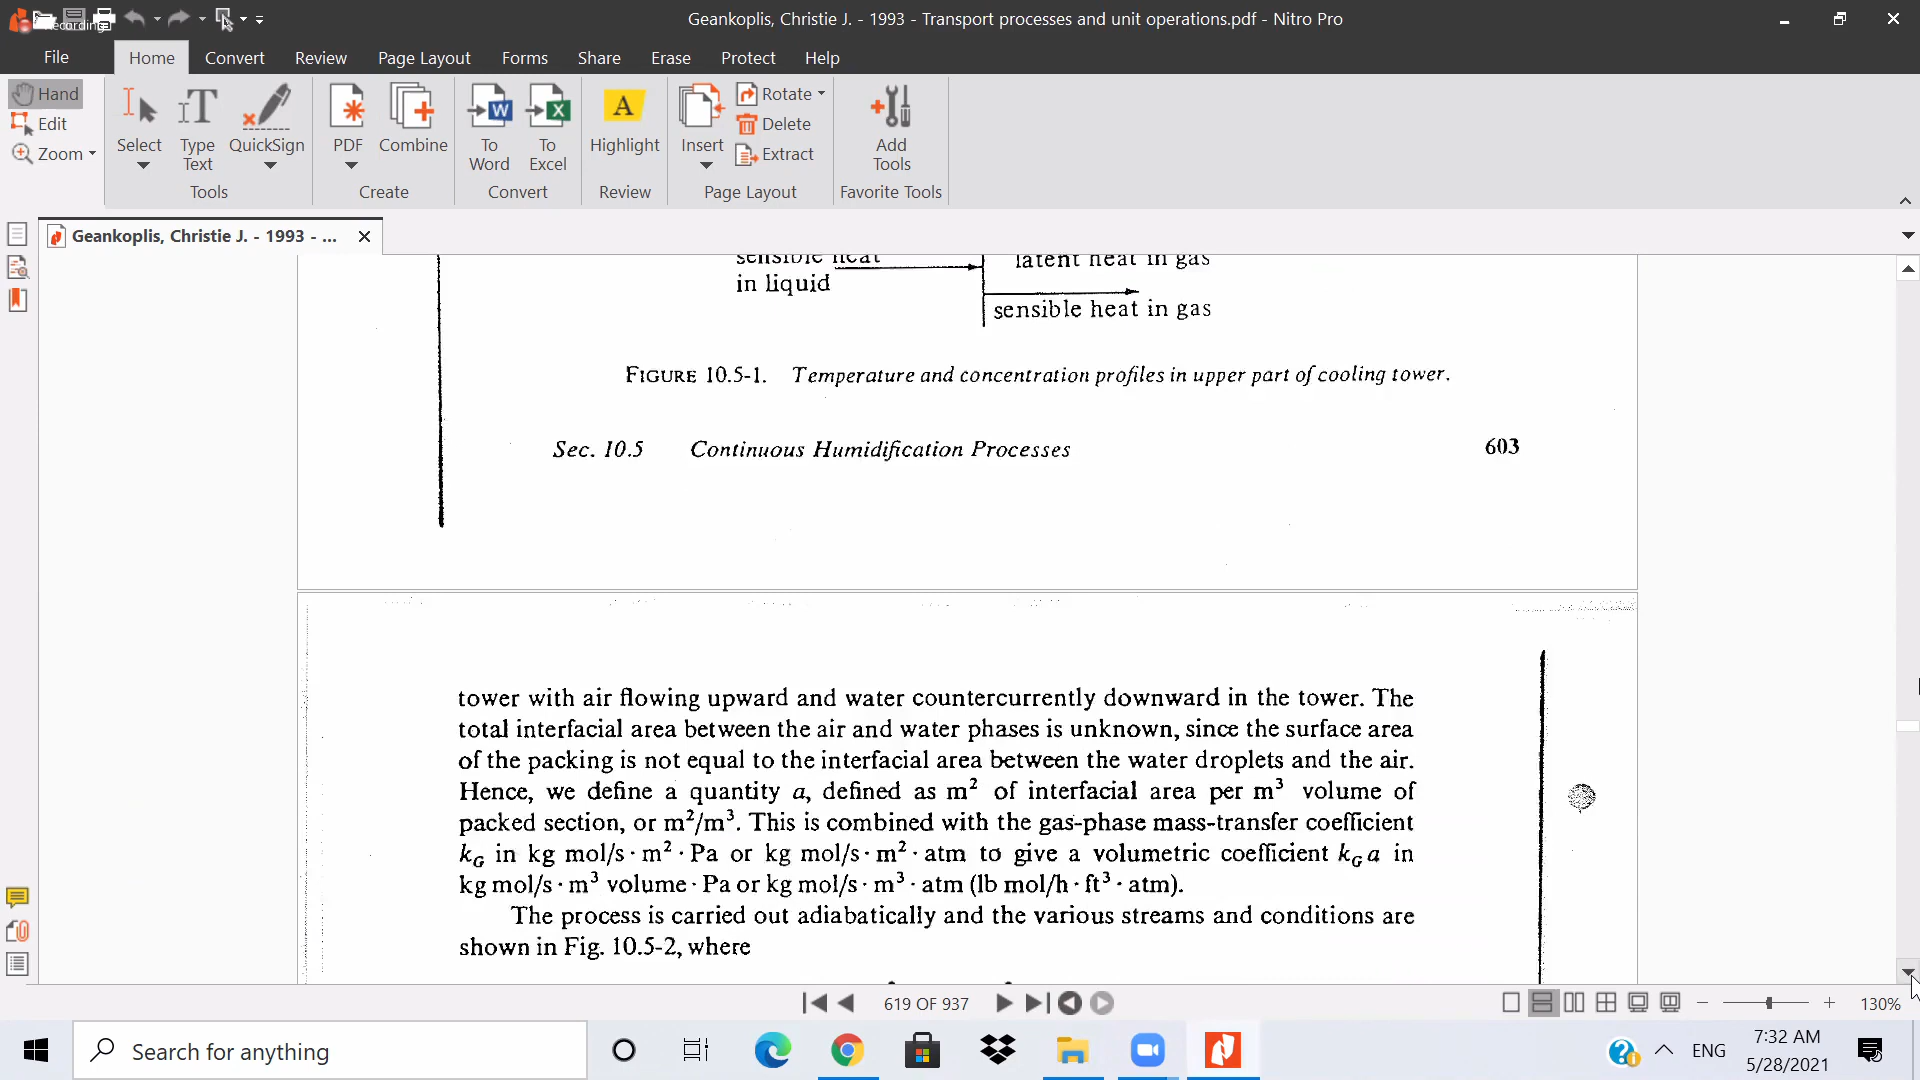 Recording
Geankoplis, Christie J. - 1993 - Transport processes and unit operations.pdf - Nitro Pro
File Home Convert Review Page Layout Forms Share Erase Protect Help
Hand
Edit
Zoom
Select
Type Text
QuickSign
Tools
PDF
Combine
Create
To Word
To Excel
Convert
Highlight
Review
Insert
Rotate
Delete
Extract
Page Layout
Add Tools
Favorite Tools
Geankoplis, Christie J. - 1993 - ...
sensible heat
in liquid
latent heat in gas
sensible heat in gas
FIGURE 10.5-1. Temperature and concentration profiles in upper part of cooling tower.
Sec. 10.5 Continuous Humidification Processes 603
tower with air flowing upward and water countercurrently downward in the tower. The
total interfacial area between the air and water phases is unknown, since the surface area
of the packing is not equal to the interfacial area between the water droplets and the air.
Hence, we define a quantity a, defined as m² of interfacial area per m³ volume of
packed section, or m²/m³. This is combined with the gas-phase mass-transfer coefficient
k_G in kg mol/s · m² · Pa or kg mol/s · m² · atm to give a volumetric coefficient k_G a in
kg mol/s · m³ volume · Pa or kg mol/s · m³ · atm (lb mol/h · ft³ · atm).
The process is carried out adiabatically and the various streams and conditions are
shown in Fig. 10.5-2, where
619 OF 937
130%
Search for anything
ENG
7:32 AM
5/28/2021